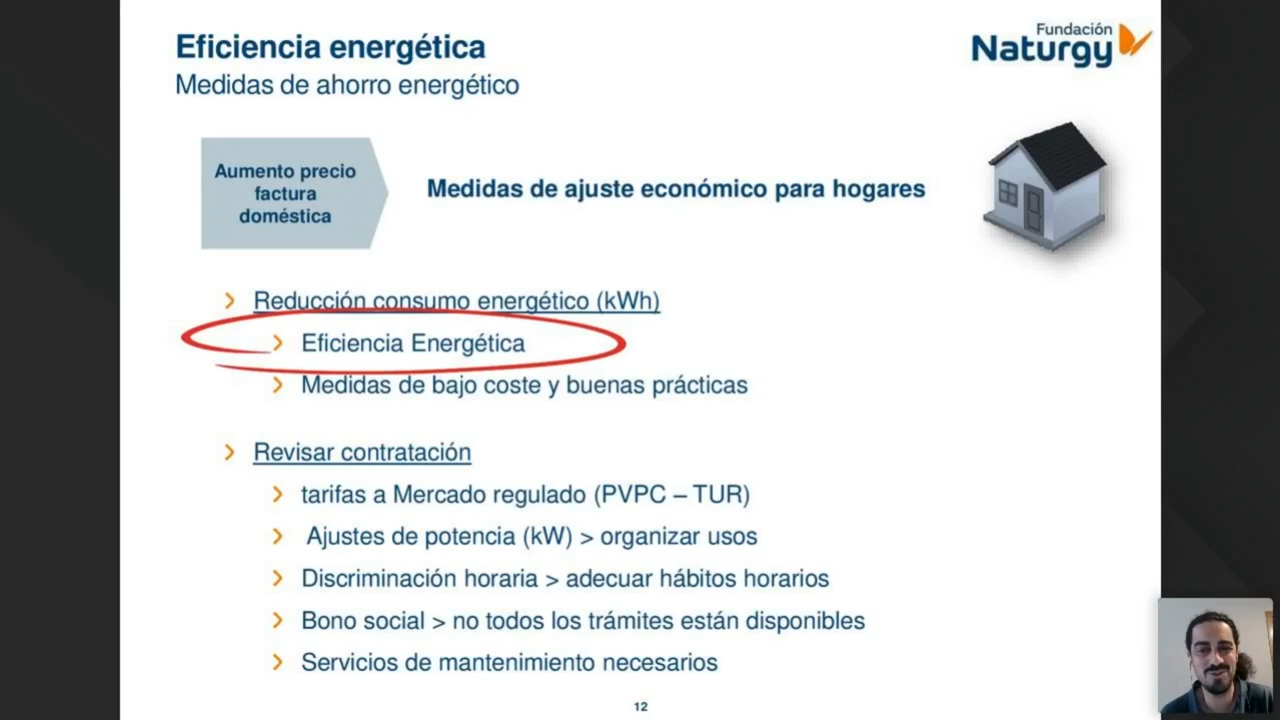 Eficiencia energética
Medidas de ahorro energético
Fundación
Naturgy
Aumento precio
factura
doméstica
Medidas de ajuste económico para hogares
Reducción consumo energético (kWh)
Eficiencia Energética
Medidas de bajo coste y buenas prácticas
Revisar contratación
tarifas a Mercado regulado (PVPC – TUR)
Ajustes de potencia (kW) > organizar usos
Discriminación horaria > adecuar hábitos horarios
Bono social > no todos los trámites están disponibles
Servicios de mantenimiento necesarios
12